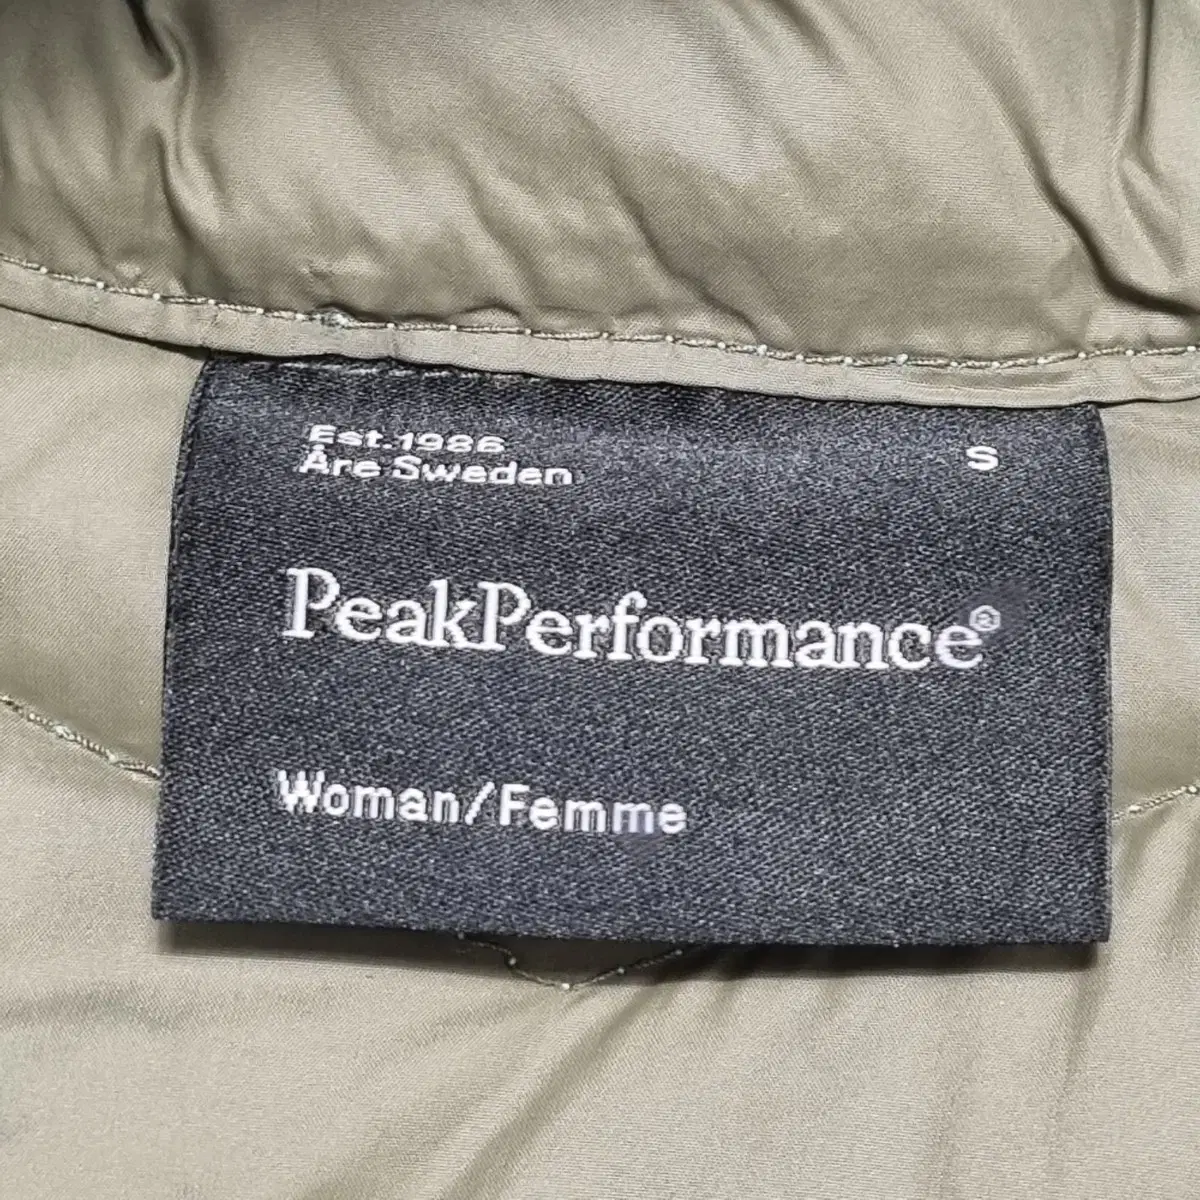 Est.1986
Åre Sweden
S
PeakPerformance®
Woman/Femme